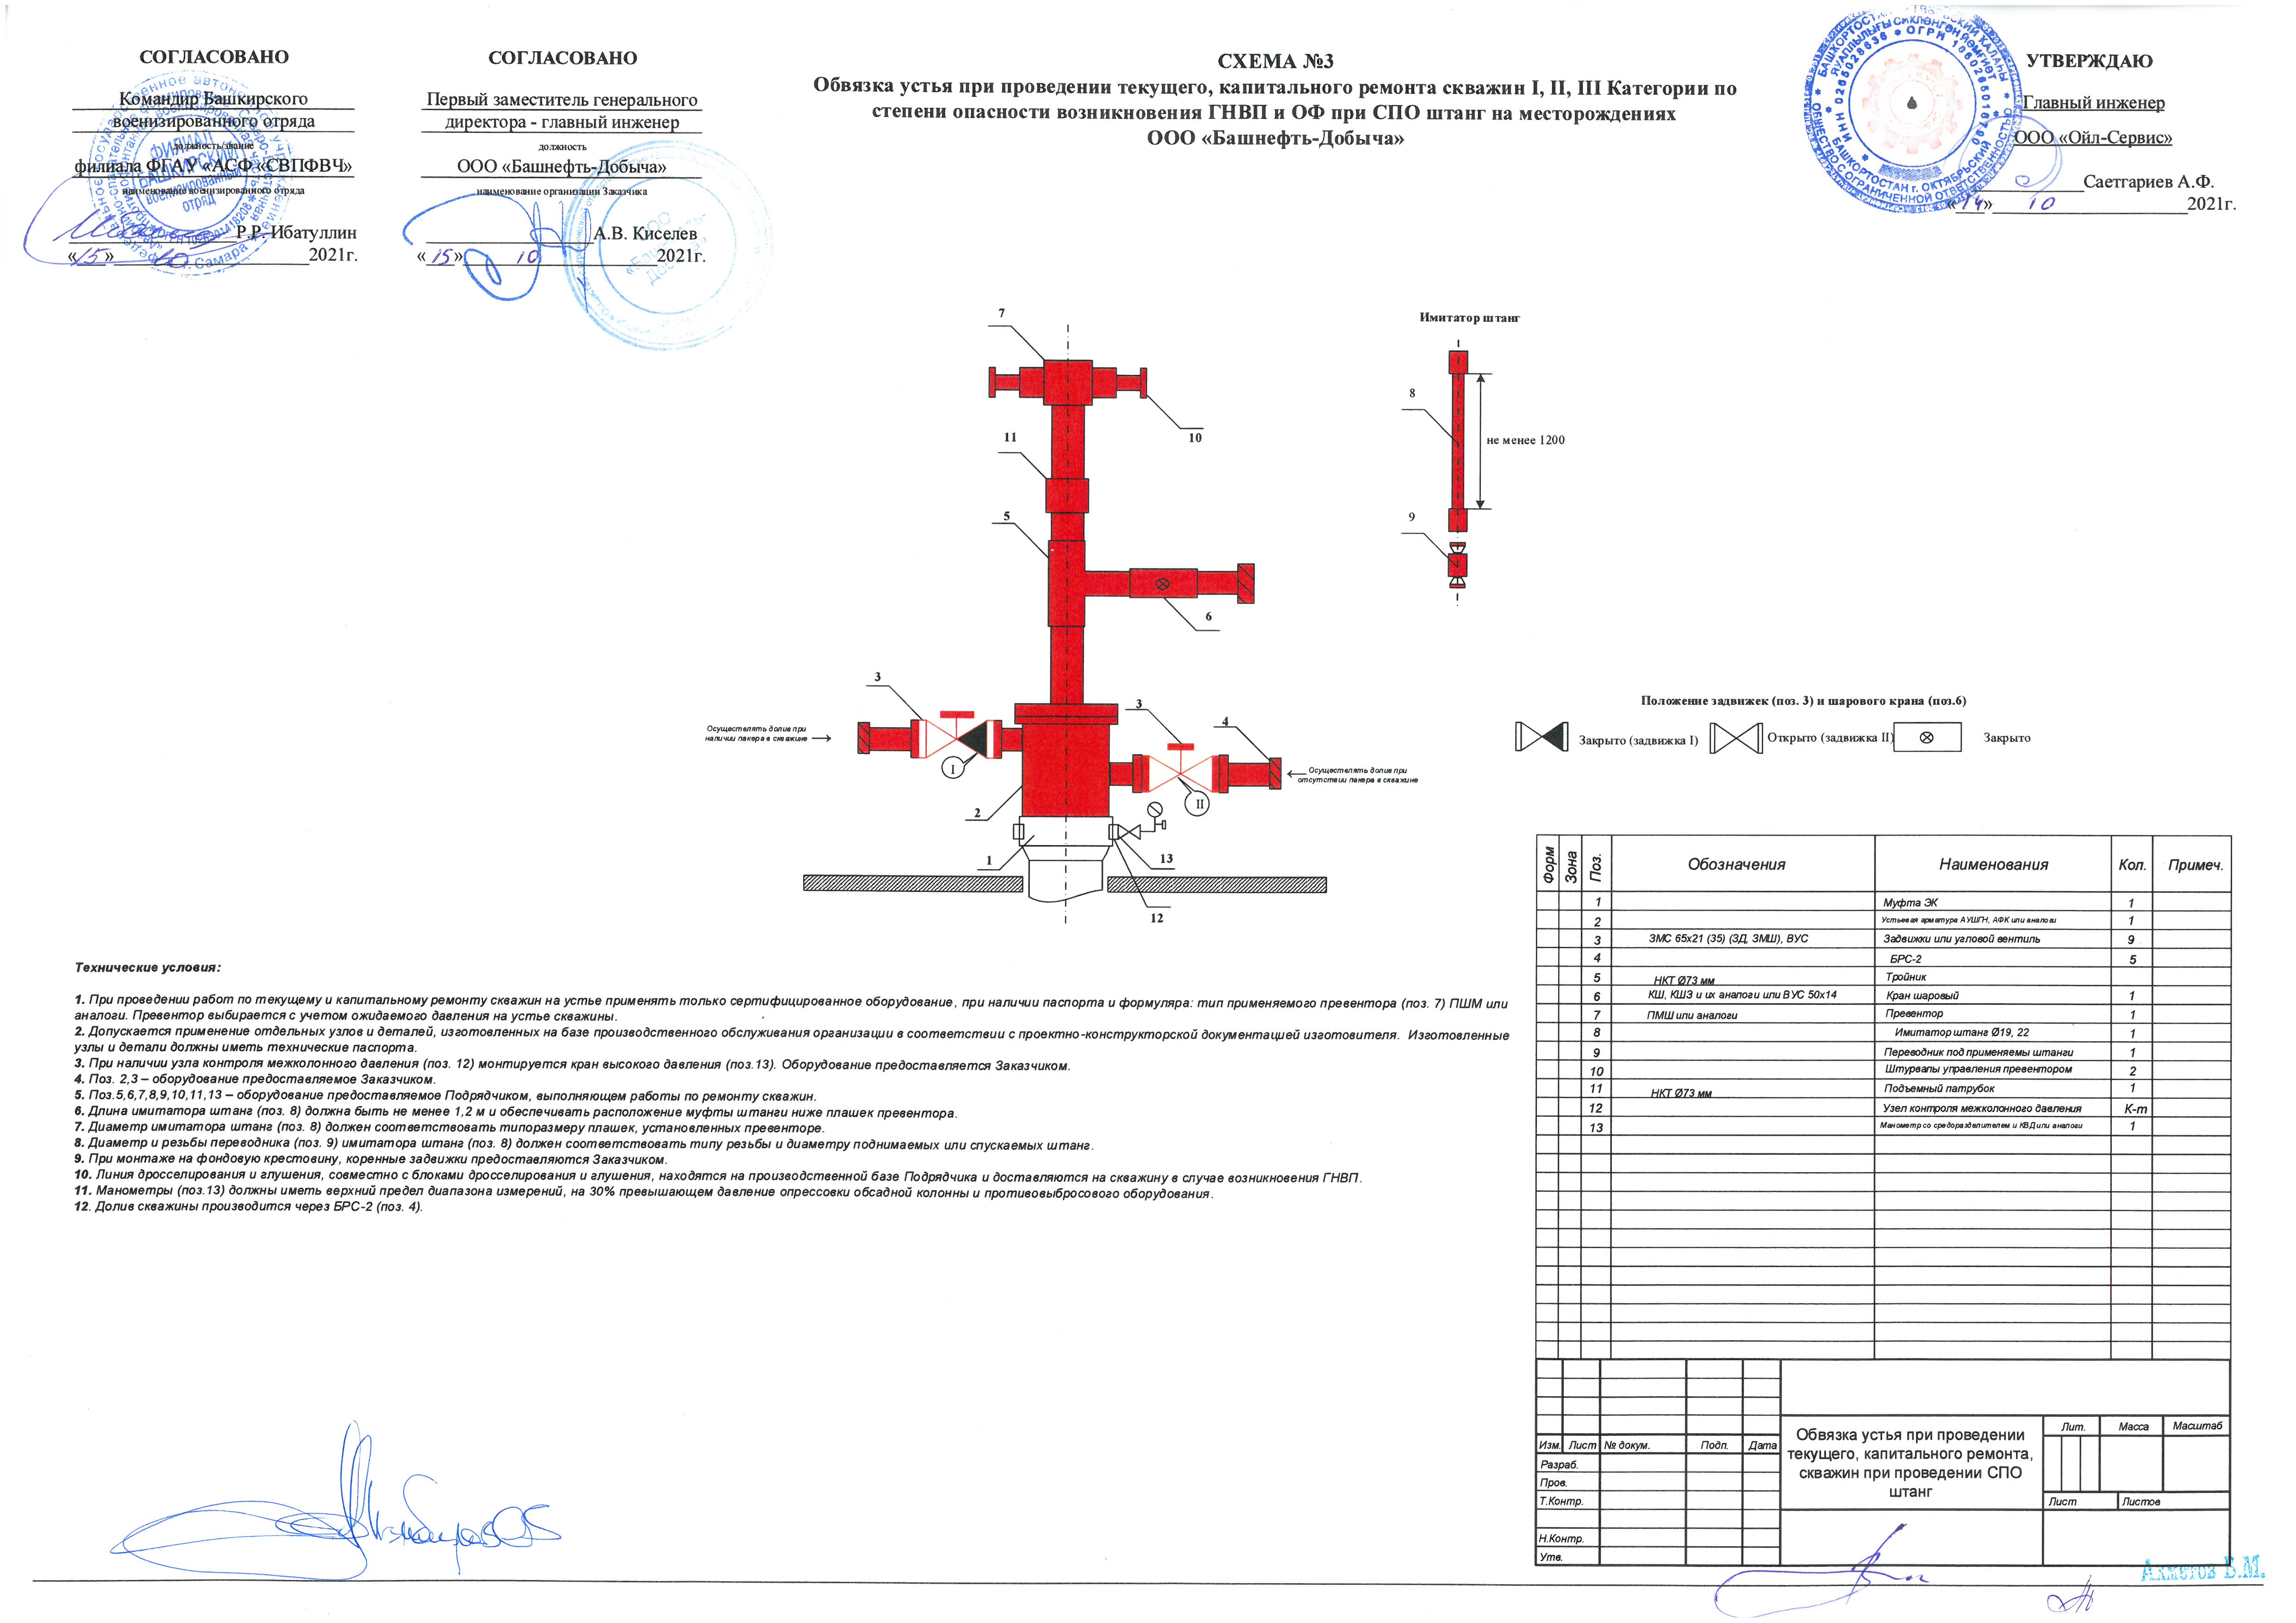 СОГЛАСОВАНО
Командир Башкирского
военизированного отряда
должность/звание
филиала ФГАУ «АСФ «СВПФВЧ»
наименование военизированного отряда
Р.Р. Ибатуллин
«15» 10 2021г.
СОГЛАСОВАНО
Первый заместитель генерального
директора - главный инженер
должность
ООО «Башнефть-Добыча»
наименование организации Заказчика
А.В. Киселев
«15» 10 2021г.
СХЕМА №3
Обвязка устья при проведении текущего, капитального ремонта скважин I, II, III Категории по
степени опасности возникновения ГНВП и ОФ при СПО штанг на месторождениях
ООО «Башнефть-Добыча»
УТВЕРЖДАЮ
Главный инженер
ООО «Ойл-Сервис»
Саетгариев А.Ф.
«14» 10 2021г.
ФИЛИАЛ
БАШКИРСКИЙ
военизированный
отряд
7
10
11
5
6
3
3
4
Осуществлять долив при
наличии пакера в скважине
I
II
Осуществлять долив при
отсутствии пакера в скважине
2
1
13
12
Имитатор штанг
8
не менее 1200
9
Положение задвижек (поз. 3) и шарового крана (поз.6)
Закрыто (задвижка I)
Открыто (задвижка II)
Закрыто
Технические условия:
1. При проведении работ по текущему и капитальному ремонту скважин на устье применять только сертифицированное оборудование, при наличии паспорта и формуляра: тип применяемого превентора (поз. 7) ПШМ или
аналоги. Превентор выбирается с учетом ожидаемого давления на устье скважины.
2. Допускается применение отдельных узлов и деталей, изготовленных на базе производственного обслуживания организации в соответствии с проектно-конструкторской документацией изготовителя. Изготовленные
узлы и детали должны иметь технические паспорта.
3. При наличии узла контроля межколонного давления (поз. 12) монтируется кран высокого давления (поз.13). Оборудование предоставляется Заказчиком.
4. Поз. 2,3 – оборудование предоставляемое Заказчиком.
5. Поз.5,6,7,8,9,10,11,13 – оборудование предоставляемое Подрядчиком, выполняющем работы по ремонту скважин.
6. Длина имитатора штанг (поз. 8) должна быть не менее 1,2 м и обеспечивать расположение муфты штанги ниже плашек превентора.
7. Диаметр имитатора штанг (поз. 8) должен соответствовать типоразмеру плашек, установленных превенторе.
8. Диаметр и резьбы переводника (поз. 9) имитатора штанг (поз. 8) должен соответствовать типу резьбы и диаметру поднимаемых или спускаемых штанг.
9. При монтаже на фондовую крестовину, коренные задвижки предоставляются Заказчиком.
10. Линия дросселирования и глушения, совместно с блоками дросселирования и глушения, находятся на производственной базе Подрядчика и доставляются на скважину в случае возникновения ГНВП.
11. Манометры (поз.13) должны иметь верхний предел диапазона измерений, на 30% превышающем давление опрессовки обсадной колонны и противовыбросового оборудования.
12. Долив скважины производится через БРС-2 (поз. 4).
Форм Зона Поз. Обозначения Наименования Кол. Примеч.
1 Муфта ЭК 1
2 Устьевая арматура АУШГН, АФК или аналоги 1
3 ЗМС 65х21 (35) (ЗД, ЗМШ), ВУС Задвижки или угловой вентиль 9
4 БРС-2 5
5 НКТ Ø73 мм Тройник
6 КШ, КШЗ и их аналоги или ВУС 50х14 Кран шаровый 1
7 ПМШ или аналоги Превентор 1
8 Имитатор штанг Ø19, 22 1
9 Переводник под применяемы штанги 1
10 Штурвалы управления превентором 2
11 НКТ Ø73 мм Подъемный патрубок 1
12 Узел контроля межколонного давления К-т
13 Манометр со средоразделителем и КВД или аналоги 1
Изм. Лист № докум. Подп. Дата
Разраб.
Пров.
Т.Контр.
Н.Контр.
Утв.
Обвязка устья при проведении
текущего, капитального ремонта,
скважин при проведении СПО
штанг
Лит. Масса Масштаб
Лист Листов
Ахметов Б.М.